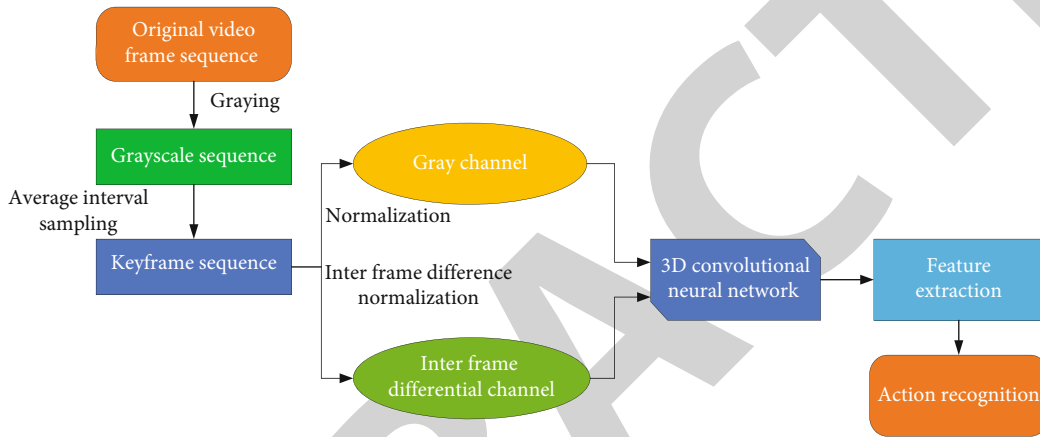 Original video
frame sequence
Graying
Grayscale sequence
Average interval
sampling
Keyframe sequence
Gray channel
Normalization
Inter frame difference
normalization
Inter frame
differential channel
3D convolutional
neural network
Feature
extraction
Action recognition